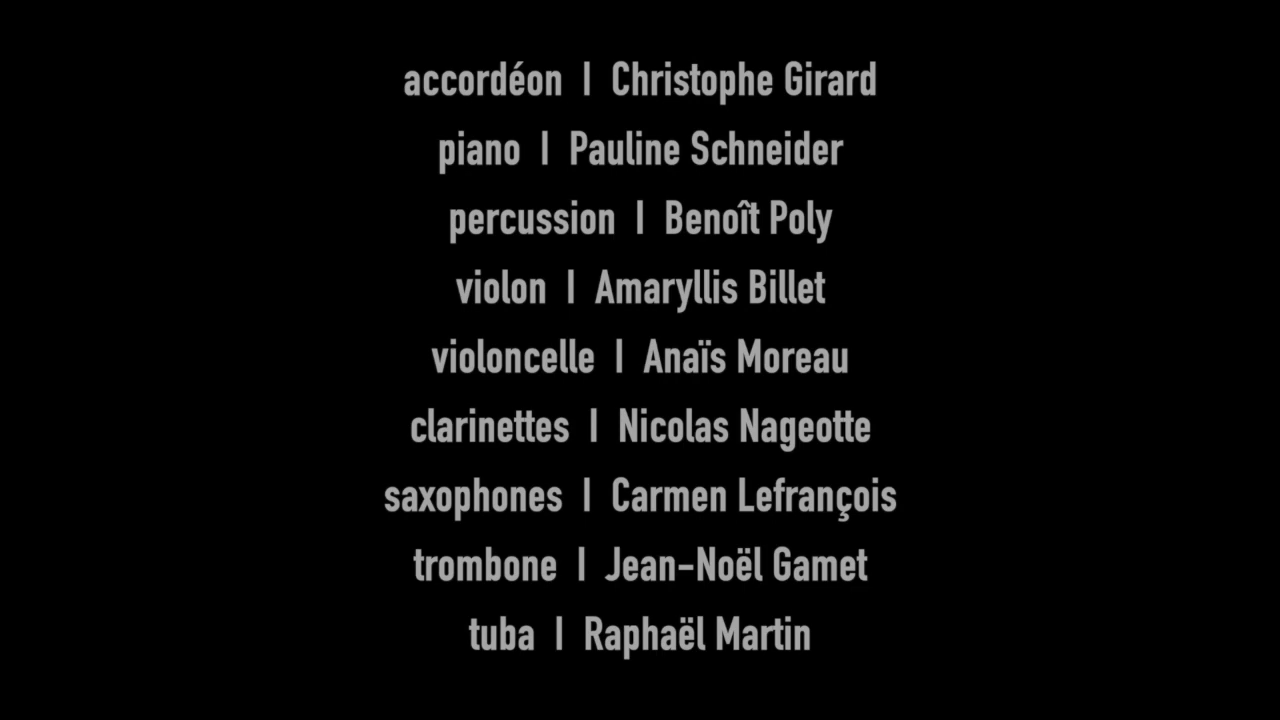 accordéon | Christophe Girard
piano | Pauline Schneider
percussion | Benoît Poly
violon | Amaryllis Billet
violoncelle | Anaïs Moreau
clarinettes | Nicolas Nageotte
saxophones | Carmen Lefrançois
trombone | Jean-Noël Gamet
tuba | Raphaël Martin